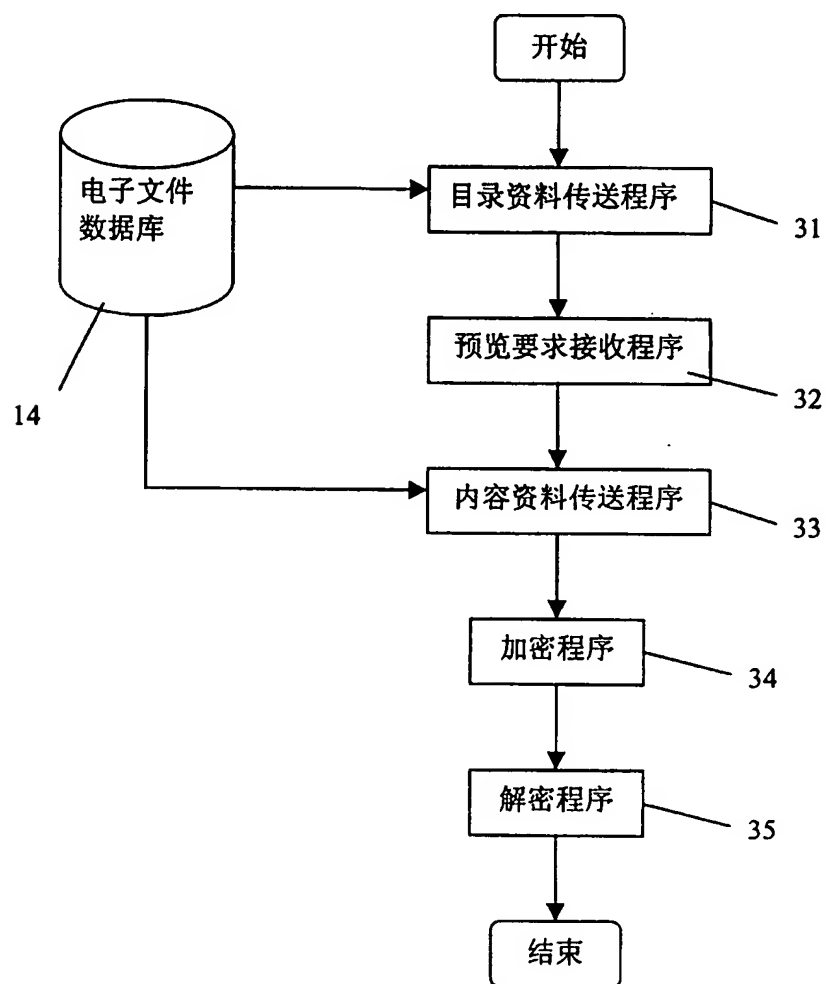 开始
电子文件
数据库
目录资料传送程序
31
预览要求接收程序
32
14
内容资料传送程序
33
加密程序
34
解密程序
35
结束